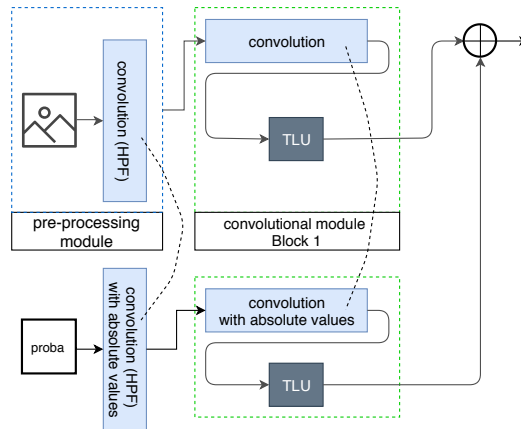 convolution (HPF)
convolution
TLU
pre-processing
module
convolutional module
Block 1
proba
convolution (HPF)
with absolute values
convolution
with absolute values
TLU